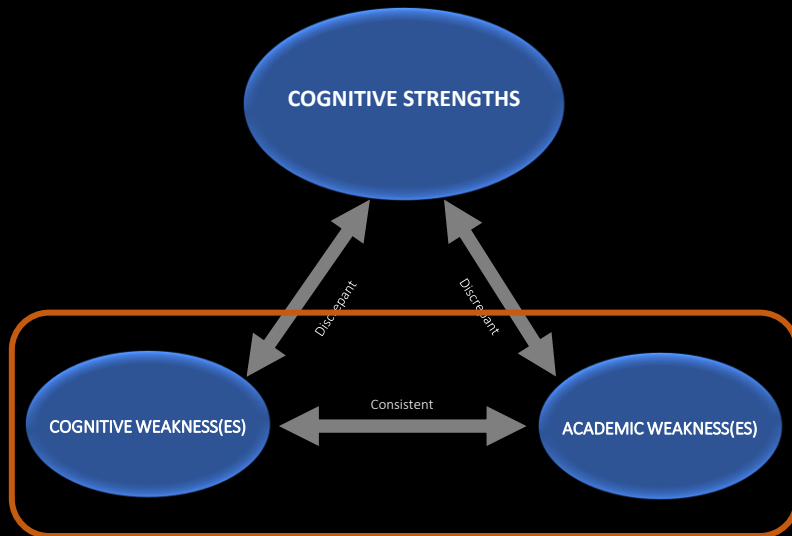 COGNITIVE STRENGTHS
Discrepant
Discrepant
Consistent
COGNITIVE WEAKNESS(ES)
ACADEMIC WEAKNESS(ES)